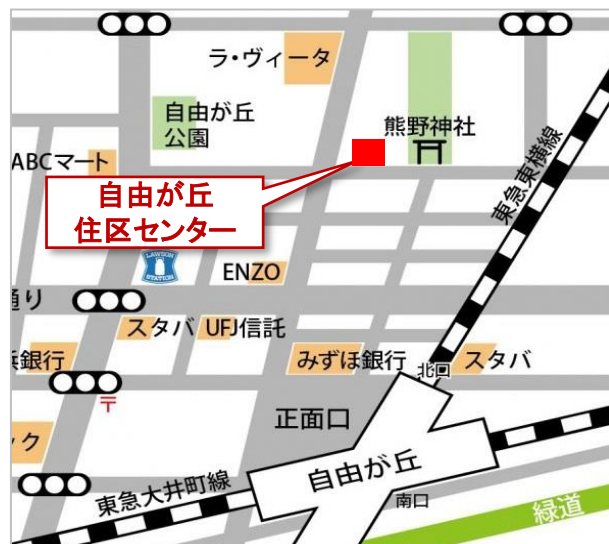 ラ・ヴィータ
自由が丘
公園
熊野神社
ABCマート
東急東横線
自由が丘
住区センター
LAWSON
STATION
ENZO
通り
スタバ
UFJ信託
浜銀行
みずほ銀行
スタバ
北口
〒
正面口
ック
自由が丘
東急大井町線
南口
緑道